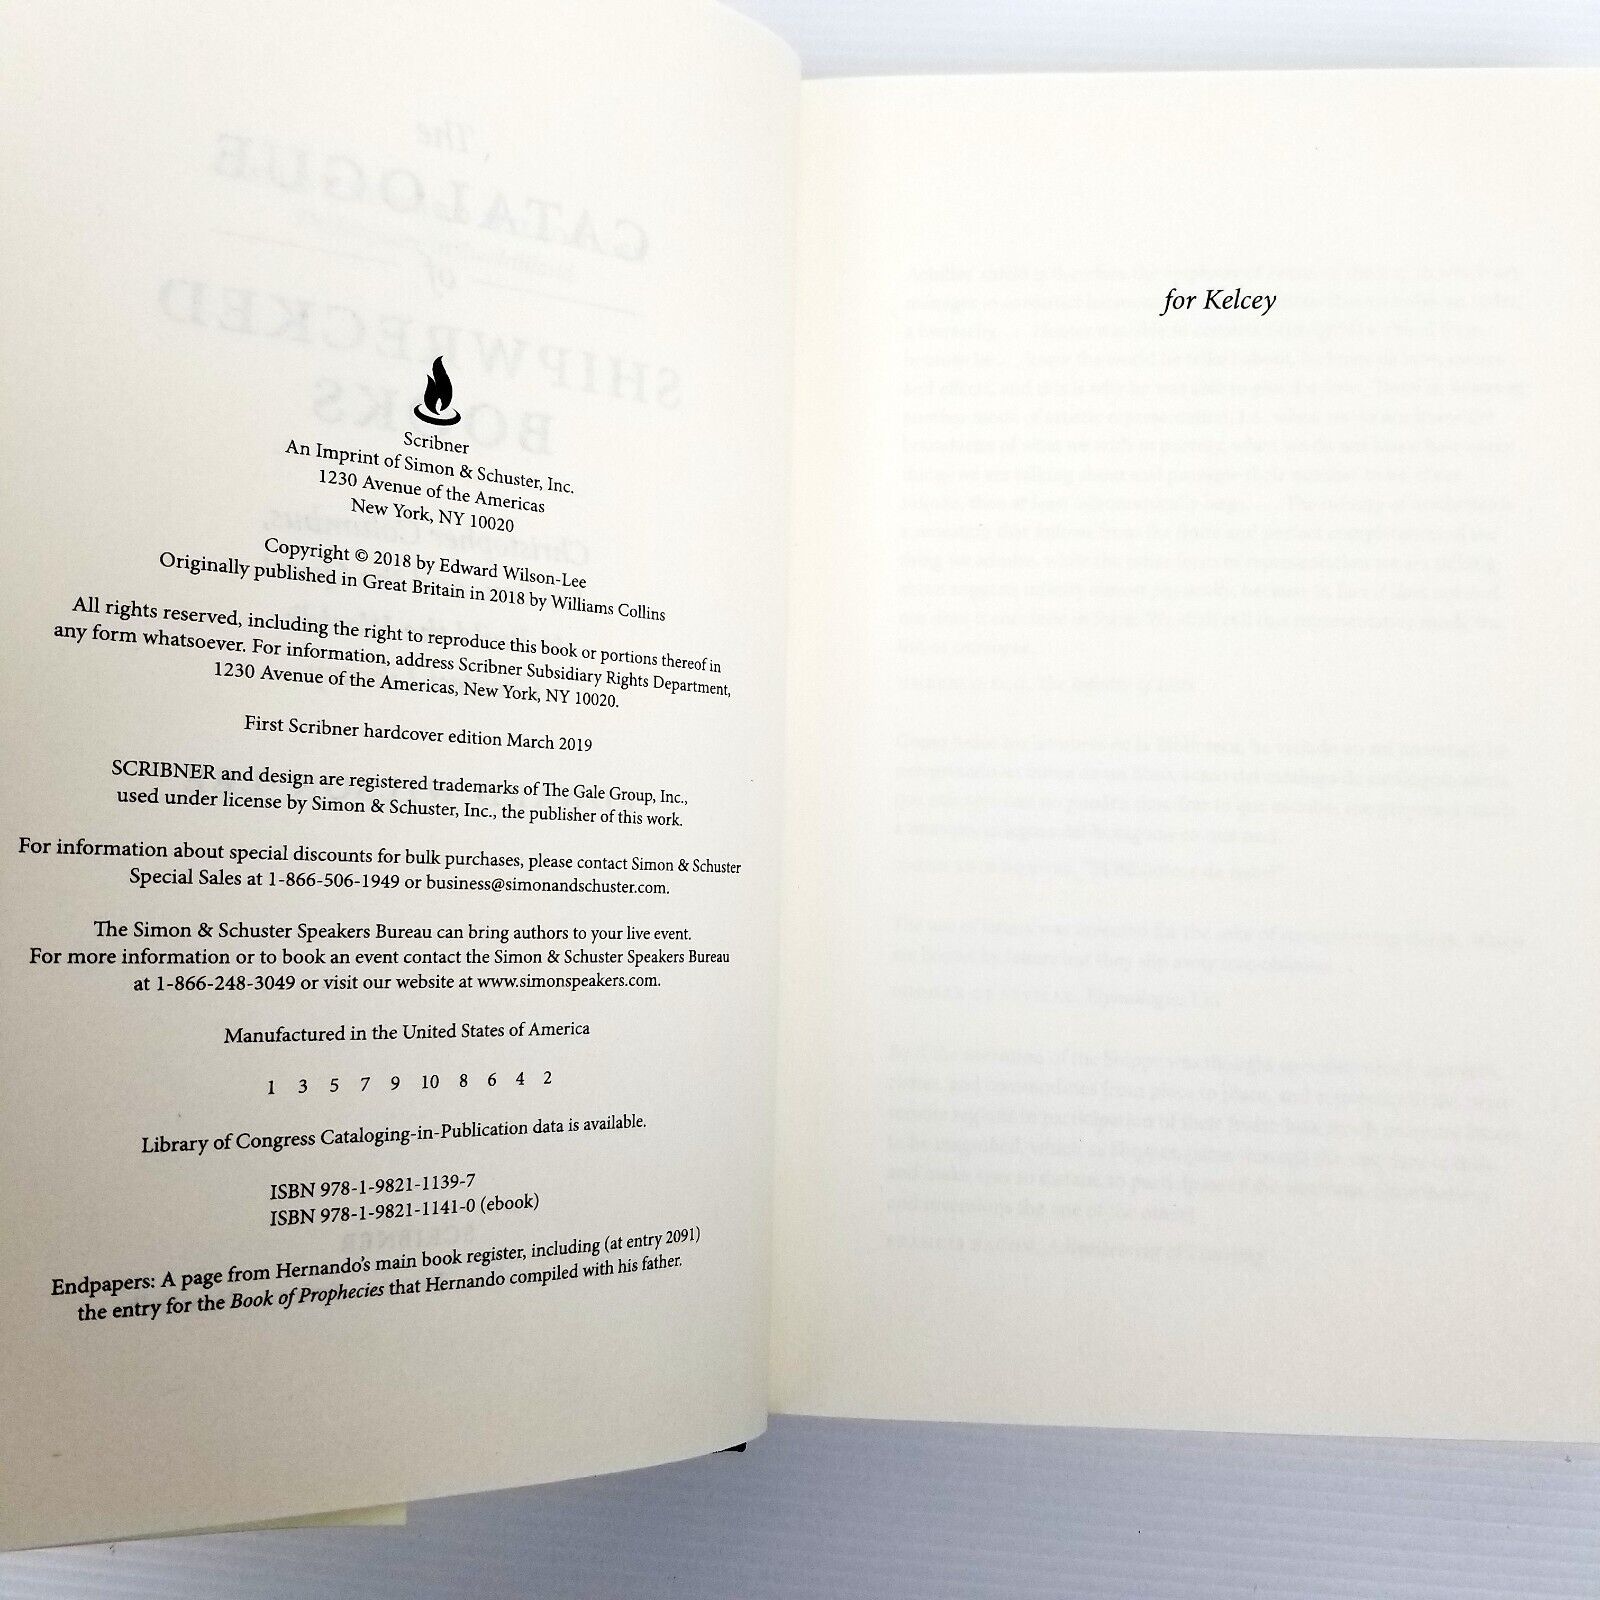 Scribner
An Imprint of Simon & Schuster, Inc.
1230 Avenue of the Americas
New York, NY 10020
Copyright © 2018 by Edward Wilson-Lee
Originally published in Great Britain in 2018 by Williams Collins
All rights reserved, including the right to reproduce this book or portions thereof in
any form whatsoever. For information, address Scribner Subsidiary Rights Department,
1230 Avenue of the Americas, New York, NY 10020.
First Scribner hardcover edition March 2019
SCRIBNER and design are registered trademarks of The Gale Group, Inc.,
used under license by Simon & Schuster, Inc., the publisher of this work.
For information about special discounts for bulk purchases, please contact Simon & Schuster
Special Sales at 1-866-506-1949 or business@simonandschuster.com.
The Simon & Schuster Speakers Bureau can bring authors to your live event.
For more information or to book an event contact the Simon & Schuster Speakers Bureau
at 1-866-248-3049 or visit our website at www.simonspeakers.com.
Manufactured in the United States of America
1 3 5 7 9 10 8 6 4 2
Library of Congress Cataloging-in-Publication data is available.
ISBN 978-1-9821-1139-7
ISBN 978-1-9821-1141-0 (ebook)
Endpapers: A page from Hernando's main book register, including (at entry 2091)
the entry for the Book of Prophecies that Hernando compiled with his father.
The
CATALOGUE
of
SHIPWRECKED
BOOKS
for Kelcey